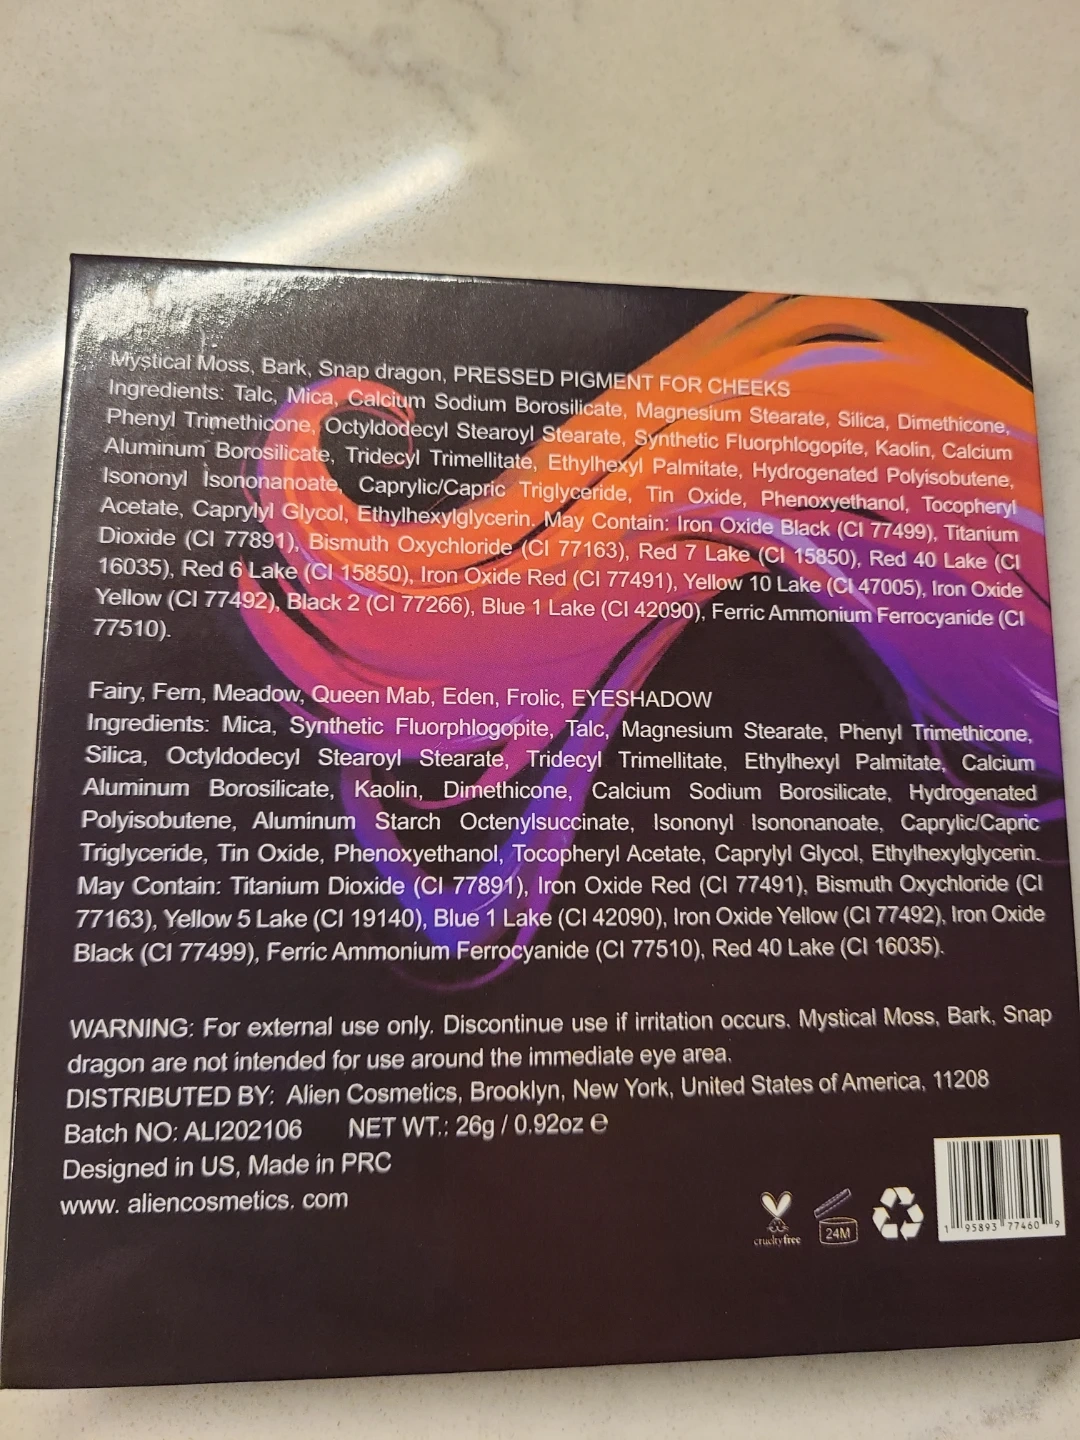 Mystical Moss, Bark, Snap dragon, PRESSED PIGMENT FOR CHEEKS
Ingredients: Talc, Mica, Calcium Sodium Borosilicate, Magnesium Stearate, Silica, Dimethicone,
Phenyl Trimethicone, Octyldodecyl Stearoyl Stearate, Synthetic Fluorphlogopite, Kaolin, Calcium
Aluminum Borosilicate, Tridecyl Trimellitate, Ethylhexyl Palmitate, Hydrogenated Polyisobutene,
Isononyl Isononanoate, Caprylic/Capric Triglyceride, Tin Oxide, Phenoxyethanol, Tocopheryl
Acetate, Caprylyl Glycol, Ethylhexylglycerin. May Contain: Iron Oxide Black (CI 77499), Titanium
Dioxide (CI 77891), Bismuth Oxychloride (CI 77163), Red 7 Lake (CI 15850), Red 40 Lake (CI
16035), Red 6 Lake (CI 15850), Iron Oxide Red (CI 77491), Yellow 10 Lake (CI 47005), Iron Oxide
Yellow (CI 77492), Black 2 (CI 77266), Blue 1 Lake (CI 42090), Ferric Ammonium Ferrocyanide (CI
77510).
Fairy, Fern, Meadow, Queen Mab, Eden, Frolic, EYESHADOW
Ingredients: Mica, Synthetic Fluorphlogopite, Talc, Magnesium Stearate, Phenyl Trimethicone,
Silica, Octyldodecyl Stearoyl Stearate, Tridecyl Trimellitate, Ethylhexyl Palmitate, Calcium
Aluminum Borosilicate, Kaolin, Dimethicone, Calcium Sodium Borosilicate, Hydrogenated
Polyisobutene, Aluminum Starch Octenylsuccinate, Isononyl Isononanoate, Caprylic/Capric
Triglyceride, Tin Oxide, Phenoxyethanol, Tocopheryl Acetate, Caprylyl Glycol, Ethylhexylglycerin.
May Contain: Titanium Dioxide (CI 77891), Iron Oxide Red (CI 77491), Bismuth Oxychloride (CI
77163), Yellow 5 Lake (CI 19140), Blue 1 Lake (CI 42090), Iron Oxide Yellow (CI 77492), Iron Oxide
Black (CI 77499), Ferric Ammonium Ferrocyanide (CI 77510), Red 40 Lake (CI 16035).
WARNING: For external use only. Discontinue use if irritation occurs. Mystical Moss, Bark, Snap
dragon are not intended for use around the immediate eye area.
DISTRIBUTED BY: Alien Cosmetics, Brooklyn, New York, United States of America, 11208
Batch NO: ALI202106 NET WT.: 26g / 0.92oz ℮
Designed in US, Made in PRC
www. aliencosmetics. com
crueltyfree
24M
1 95893 77460 9